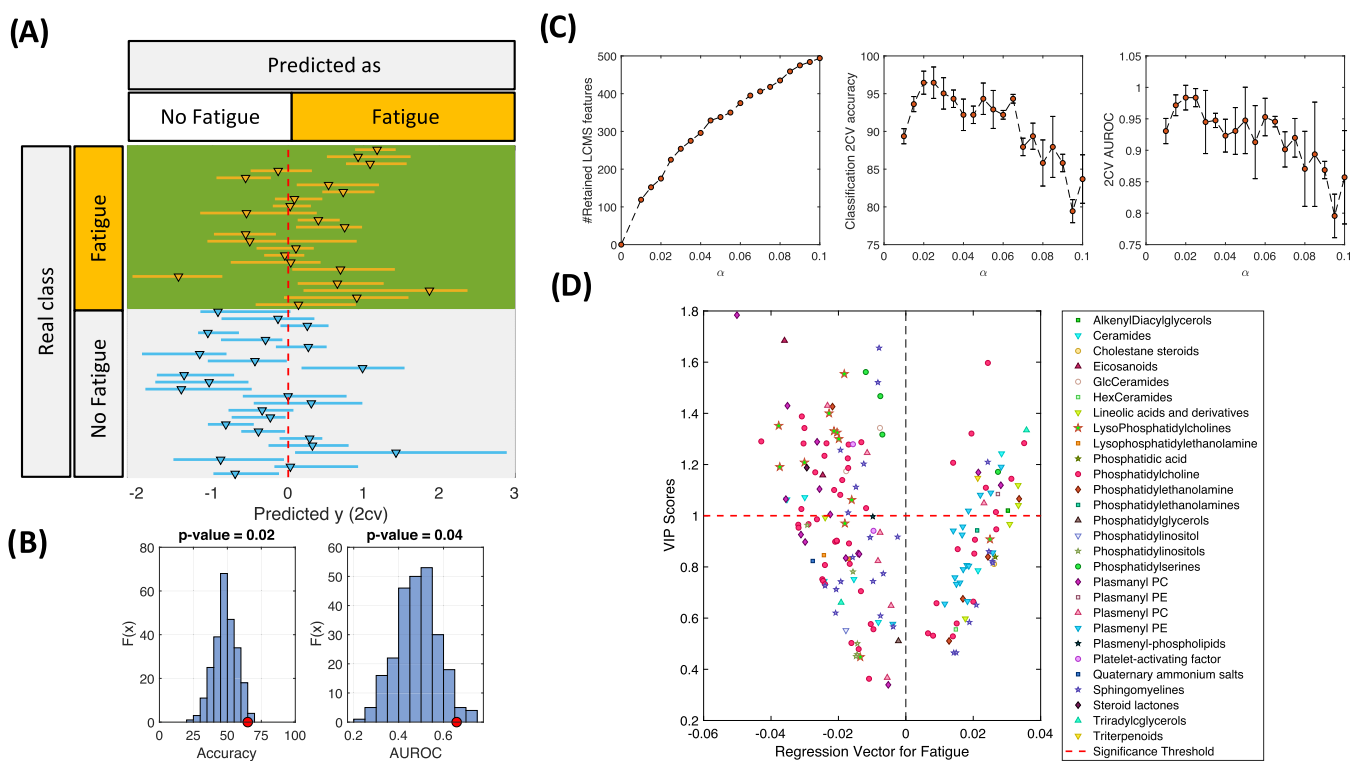 (A)
Predicted as
No Fatigue
Fatigue
Real class
Fatigue
No Fatigue
-2
-1
0
1
2
3
Predicted y (2cv)
(B)
p-value = 0.02
80
60
40
20
0
F(x)
0
25
50
75
100
Accuracy
p-value = 0.04
60
50
40
30
20
10
0
F(x)
0.2
0.4
0.6
AUROC
(C)
500
400
300
200
100
0
#Retained LCMS features
0
0.02
0.04
0.06
0.08
0.1
α
100
95
90
85
80
75
Classification 2CV accuracy
0
0.02
0.04
0.06
0.08
0.1
α
1.05
1
0.95
0.9
0.85
0.8
0.75
2CV AUROC
0
0.02
0.04
0.06
0.08
0.1
α
(D)
1.8
1.6
1.4
1.2
1
0.8
0.6
0.4
0.2
VIP Scores
-0.06
-0.04
-0.02
0
0.02
0.04
Regression Vector for Fatigue
AlkenylDiacylglycerols
Ceramides
Cholestane steroids
Eicosanoids
GlcCeramides
HexCeramides
Lineolic acids and derivatives
LysoPhosphatidylcholines
Lysophosphatidylethanolamine
Phosphatidic acid
Phosphatidylcholine
Phosphatidylethanolamine
Phosphatidylethanolamines
Phosphatidylglycerols
Phosphatidylinositol
Phosphatidylinositols
Phosphatidylserines
Plasmanyl PC
Plasmanyl PE
Plasmenyl PC
Plasmenyl PE
Plasmenyl-phospholipids
Platelet-activating factor
Quaternary ammonium salts
Sphingomyelines
Steroid lactones
Triradylcglycerols
Triterpenoids
Significance Threshold